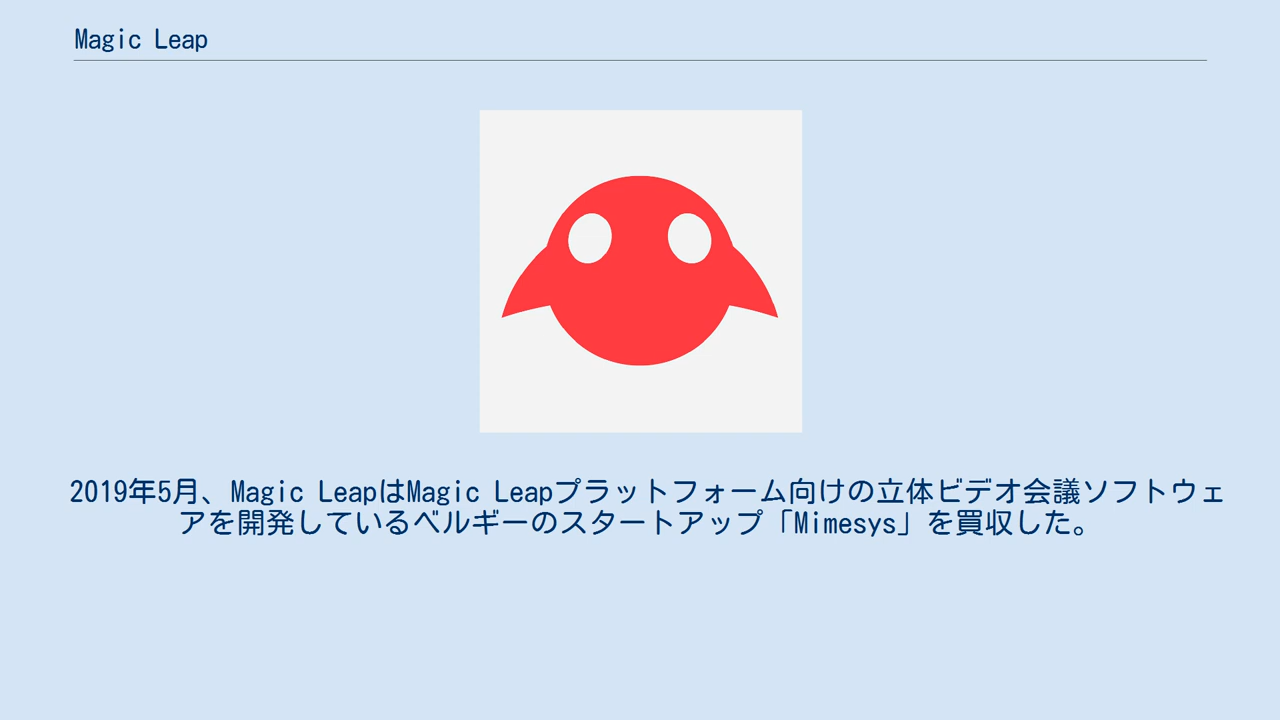 Magic Leap
2019年5月、Magic LeapはMagic Leapプラットフォーム向けの立体ビデオ会議ソフトウェ
アを開発しているベルギーのスタートアップ「Mimesys」を買収した。